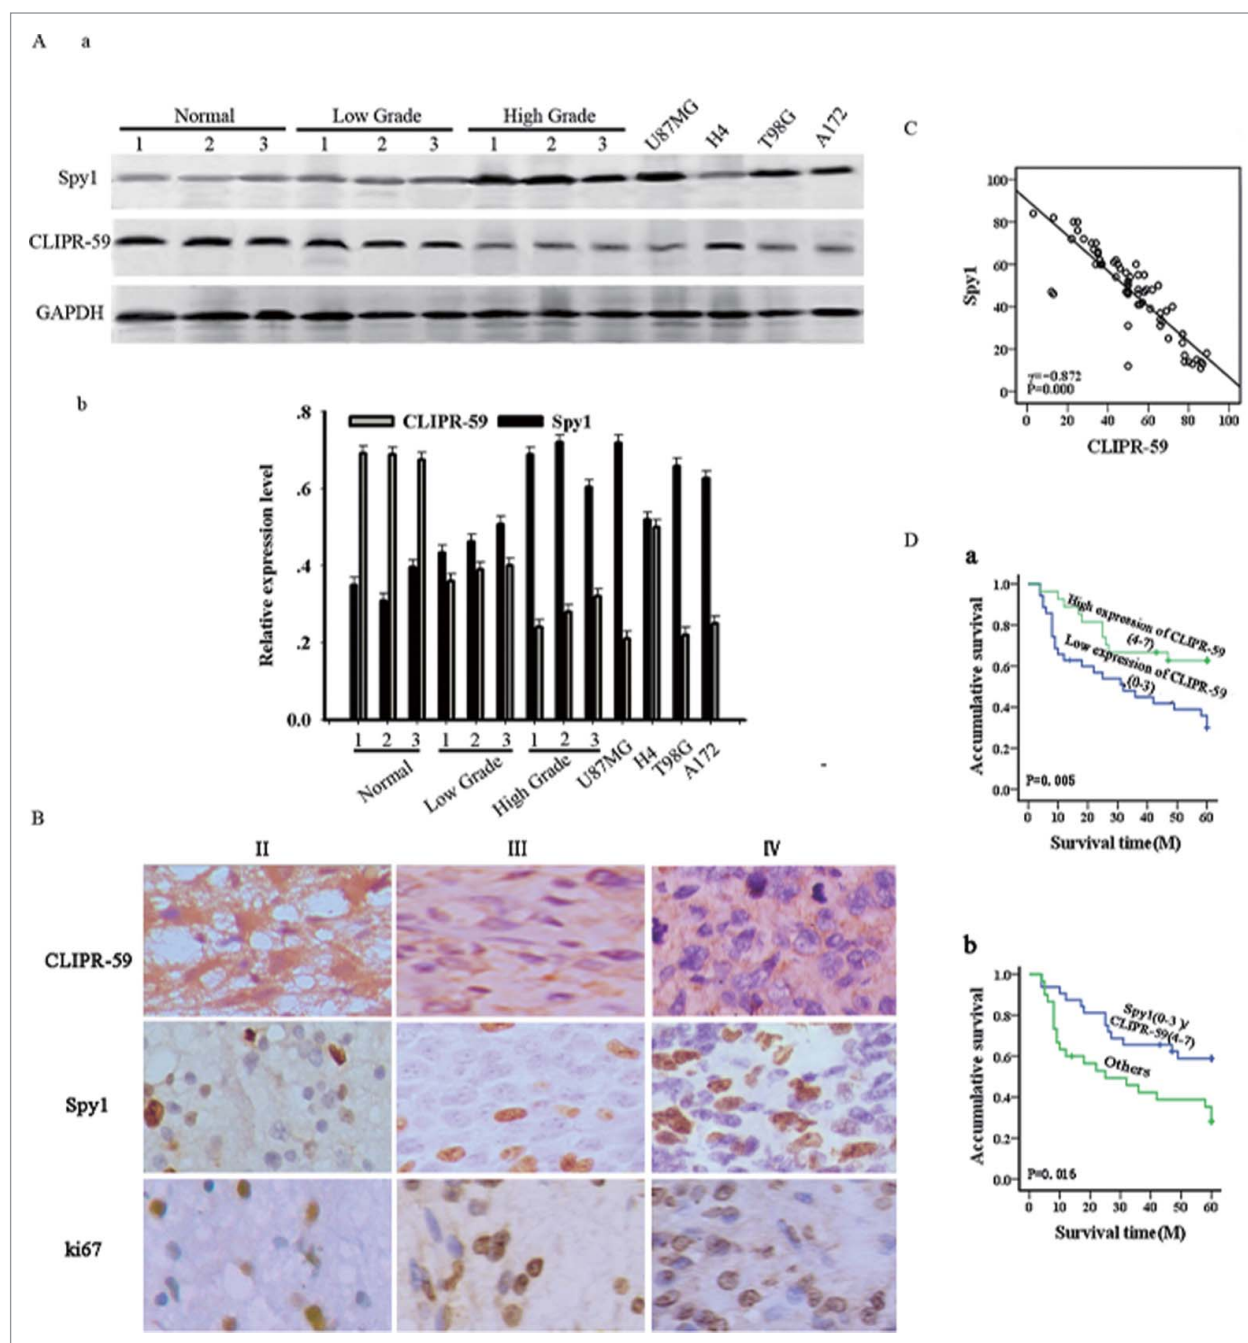 A a
Normal Low Grade High Grade U87MG H4 T98G A172
1 2 3 1 2 3 1 2 3
Spy1
CLIPR-59
GAPDH
b
CLIPR-59 Spy1
Relative expression level
.8
.6
.4
.2
0.0
1 2 3 1 2 3 1 2 3 U87MG H4 T98G A172
Normal Low Grade High Grade
B
II III IV
CLIPR-59
Spy1
ki67
C
Spy1
100
80
60
40
20
0
γ=-0.872
P=0.000
0 20 40 60 80 100
CLIPR-59
D a
Accumulative survival
1.0
0.8
0.6
0.4
0.2
0.0
High expression of CLIPR-59
(4-7)
Low expression of CLIPR-59
(0-3)
P=0.005
0 10 20 30 40 50 60
Survival time(M)
b
Accumulative survival
1.0
0.8
0.6
0.4
0.2
0.0
Spy1(0-3)/
CLIPR-59(4-7)
Others
P=0.016
0 10 20 30 40 50 60
Survival time(M)